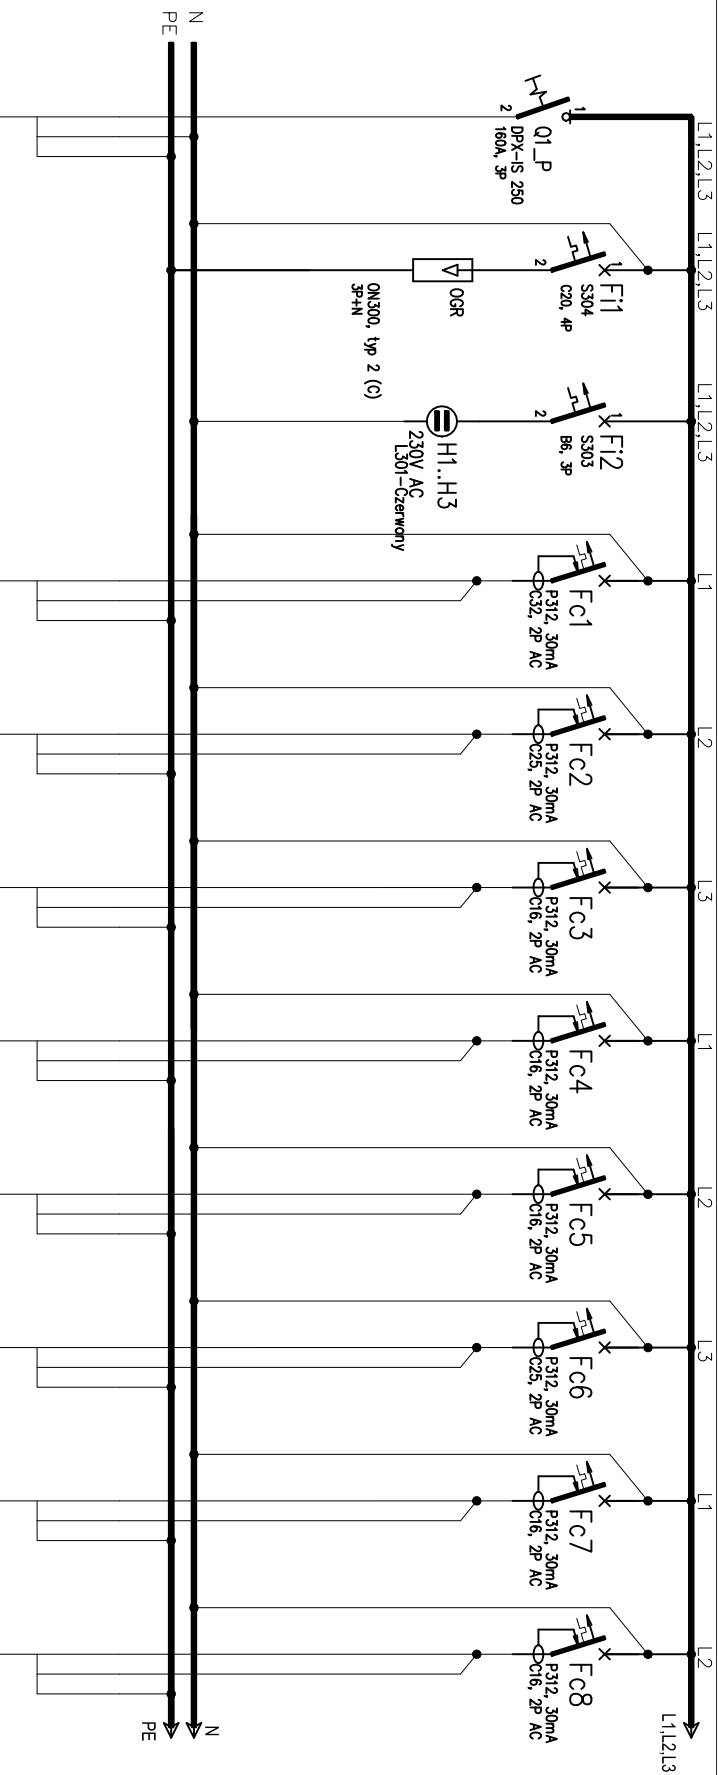 L1,L2,L3
L1,L2,L3
L1,L2,L3
L1
L2
L3
L1
L2
L3
L1
L2
L1,L2,L3
1
2
Q1_P
DPX-IS 250
160A, 3P
1
2
Fi1
S304
C20, 4P
OGR
ON300, typ 2 (C)
3P+N
1
2
Fi2
S303
B6, 3P
H1..H3
230V AC
L301-Czerwony
Fc1
P312, 30mA
C32, 2P AC
Fc2
P312, 30mA
C25, 2P AC
Fc3
P312, 30mA
C16, 2P AC
Fc4
P312, 30mA
C16, 2P AC
Fc5
P312, 30mA
C16, 2P AC
Fc6
P312, 30mA
C25, 2P AC
Fc7
P312, 30mA
C16, 2P AC
Fc8
P312, 30mA
C16, 2P AC
N
PE
N
PE